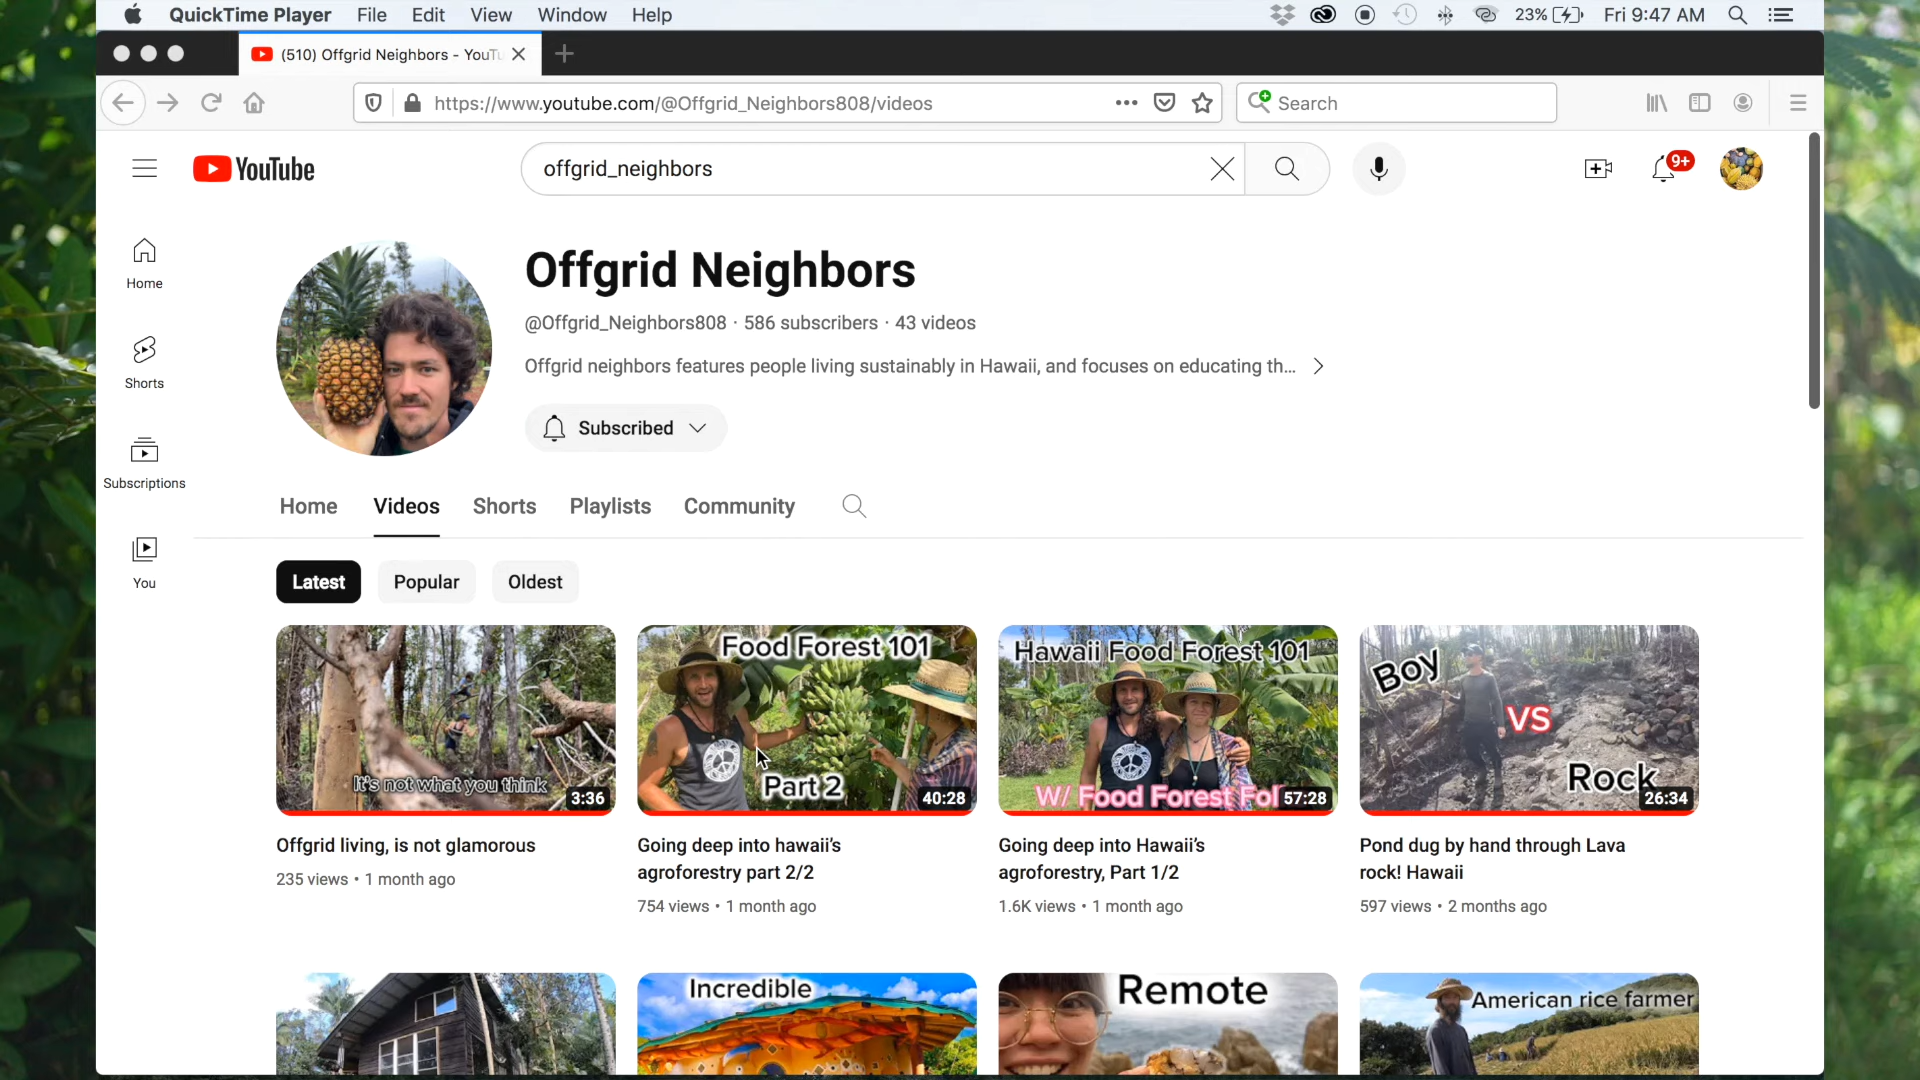 QuickTime Player File Edit View Window Help
23% Fri 9:47 AM
(510) Offgrid Neighbors - YouTu
https://www.youtube.com/@Offgrid_Neighbors808/videos
Search
YouTube
offgrid_neighbors
9+
Home
Shorts
Subscriptions
You
Offgrid Neighbors
@Offgrid_Neighbors808 · 586 subscribers · 43 videos
Offgrid neighbors features people living sustainably in Hawaii, and focuses on educating th...
Subscribed
Home Videos Shorts Playlists Community
Latest Popular Oldest
It's not what you think
3:36
Offgrid living, is not glamorous
235 views • 1 month ago
Food Forest 101
Part 2
40:28
Going deep into hawaii's
agroforestry part 2/2
754 views • 1 month ago
Hawaii Food Forest 101
W/ Food Forest Fol
57:28
Going deep into Hawaii's
agroforestry, Part 1/2
1.6K views • 1 month ago
Boy
VS
Rock
26:34
Pond dug by hand through Lava
rock! Hawaii
597 views • 2 months ago
Incredible
Remote
American rice farmer